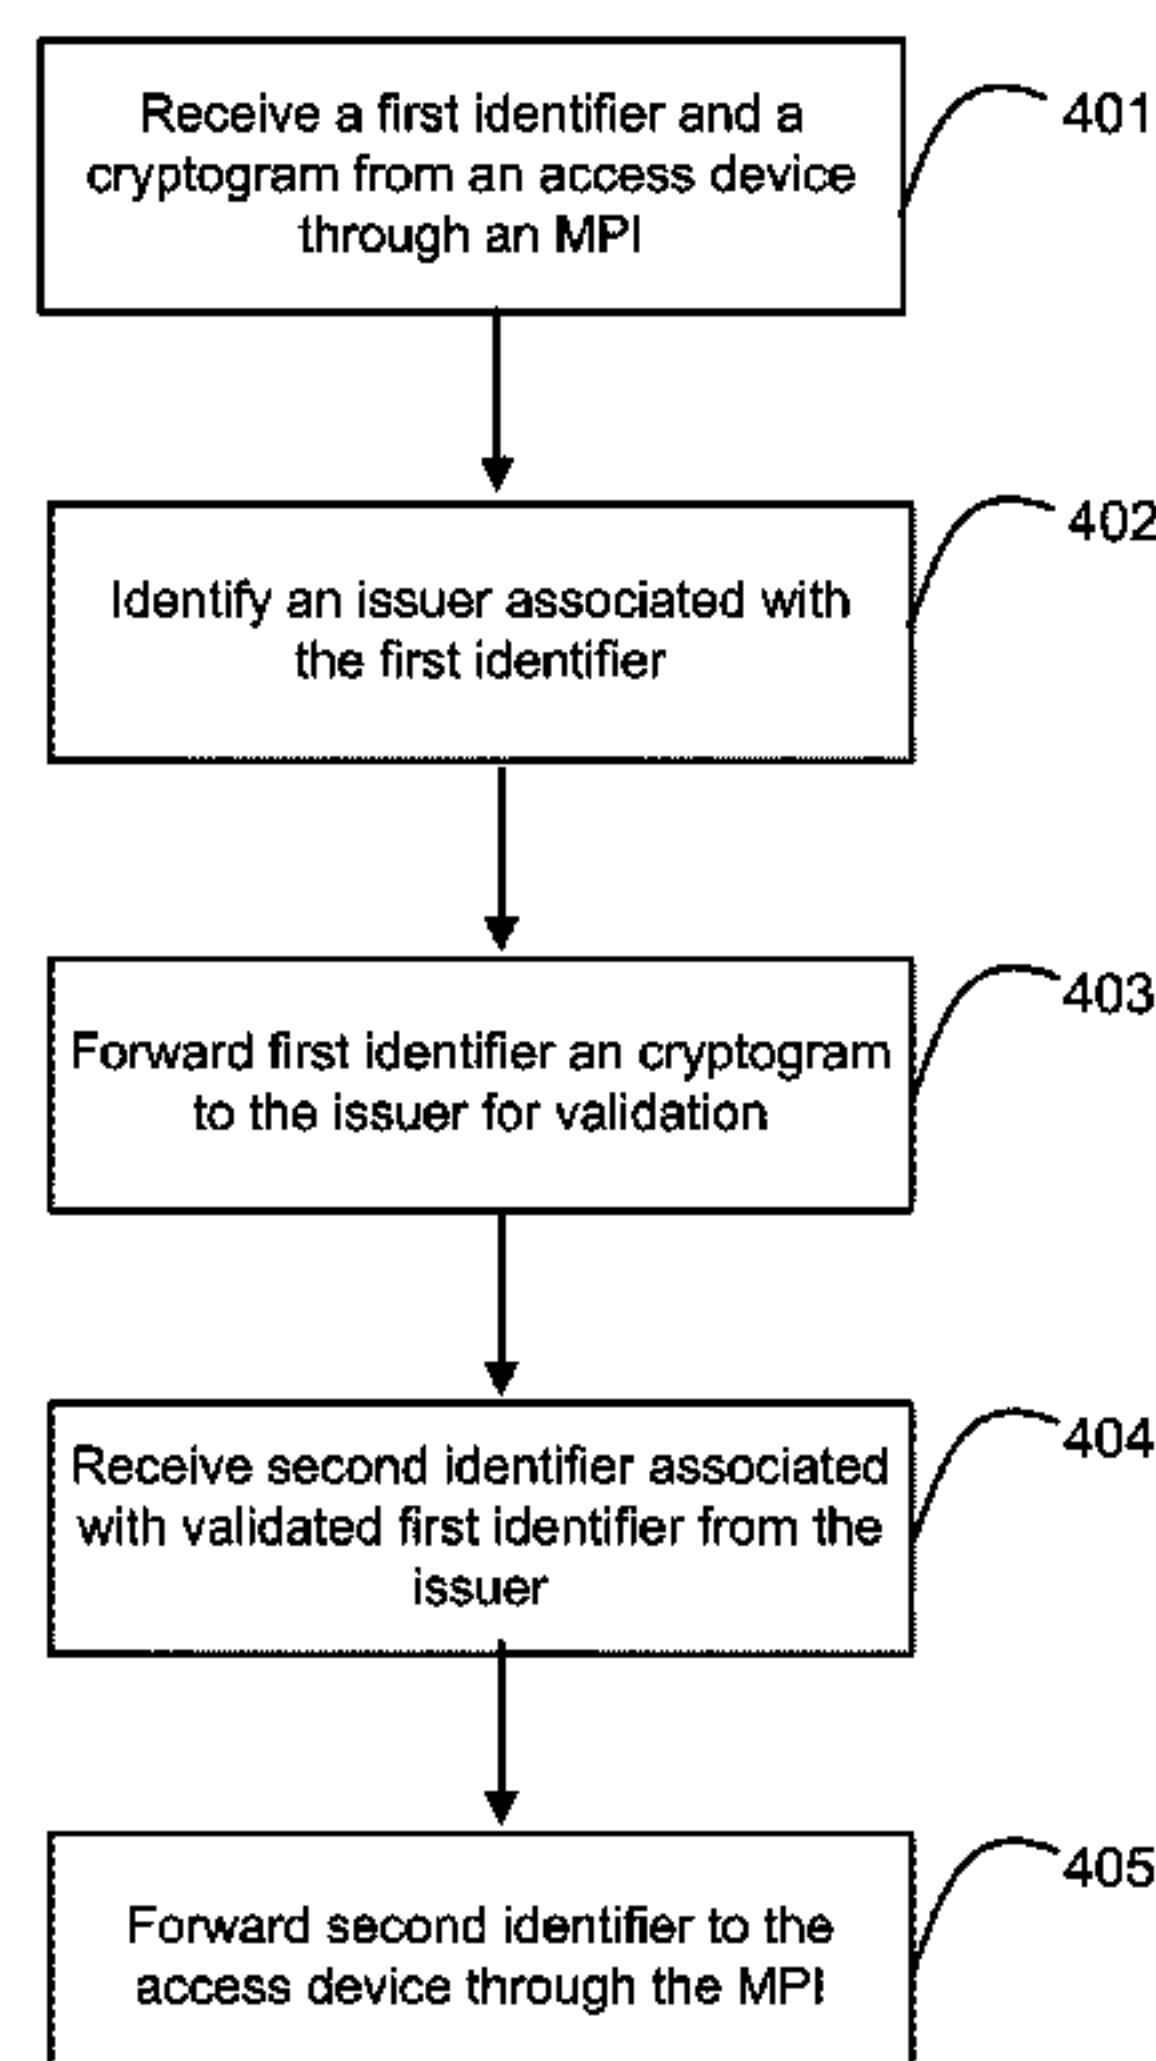 Receive a first identifier and a
cryptogram from an access device
through an MPI
401
Identify an issuer associated with
the first identifier
402
Forward first identifier an cryptogram
to the issuer for validation
403
Receive second identifier associated
with validated first identifier from the
issuer
404
Forward second identifier to the
access device through the MPI
405